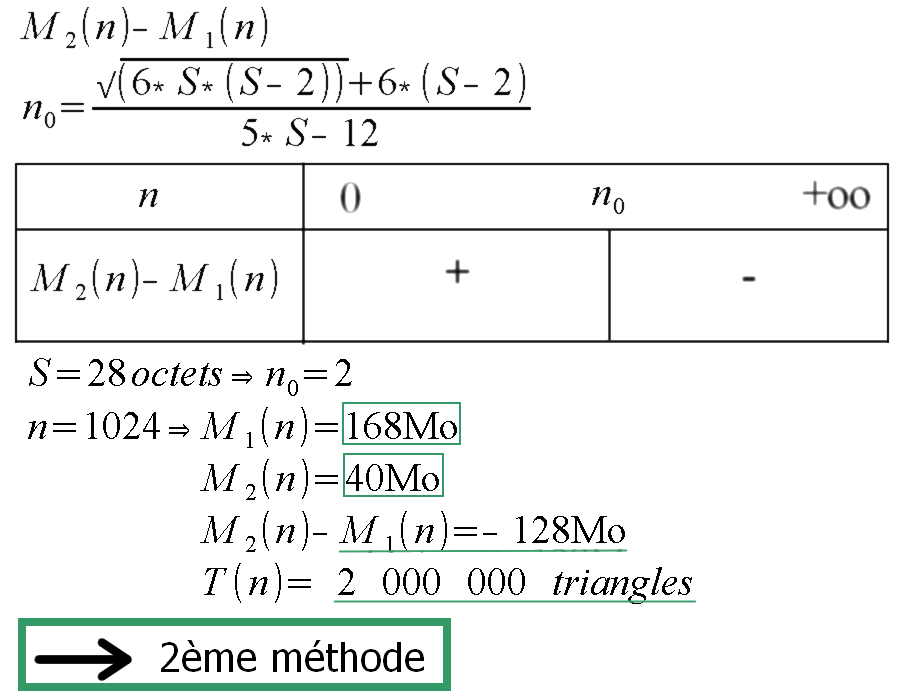 M₂(n)− M₁(n)
n₀=(√(6* S*(S− 2))+6*(S− 2))/(5* S− 12)
n 0 n₀ +oo
M₂(n)− M₁(n) + -
S=28 octets ⇒ n₀=2
n=1024 ⇒ M₁(n)=168Mo
M₂(n)=40Mo
M₂(n)− M₁(n)=− 128Mo
T(n)= 2 000 000 triangles
→ 2ème méthode